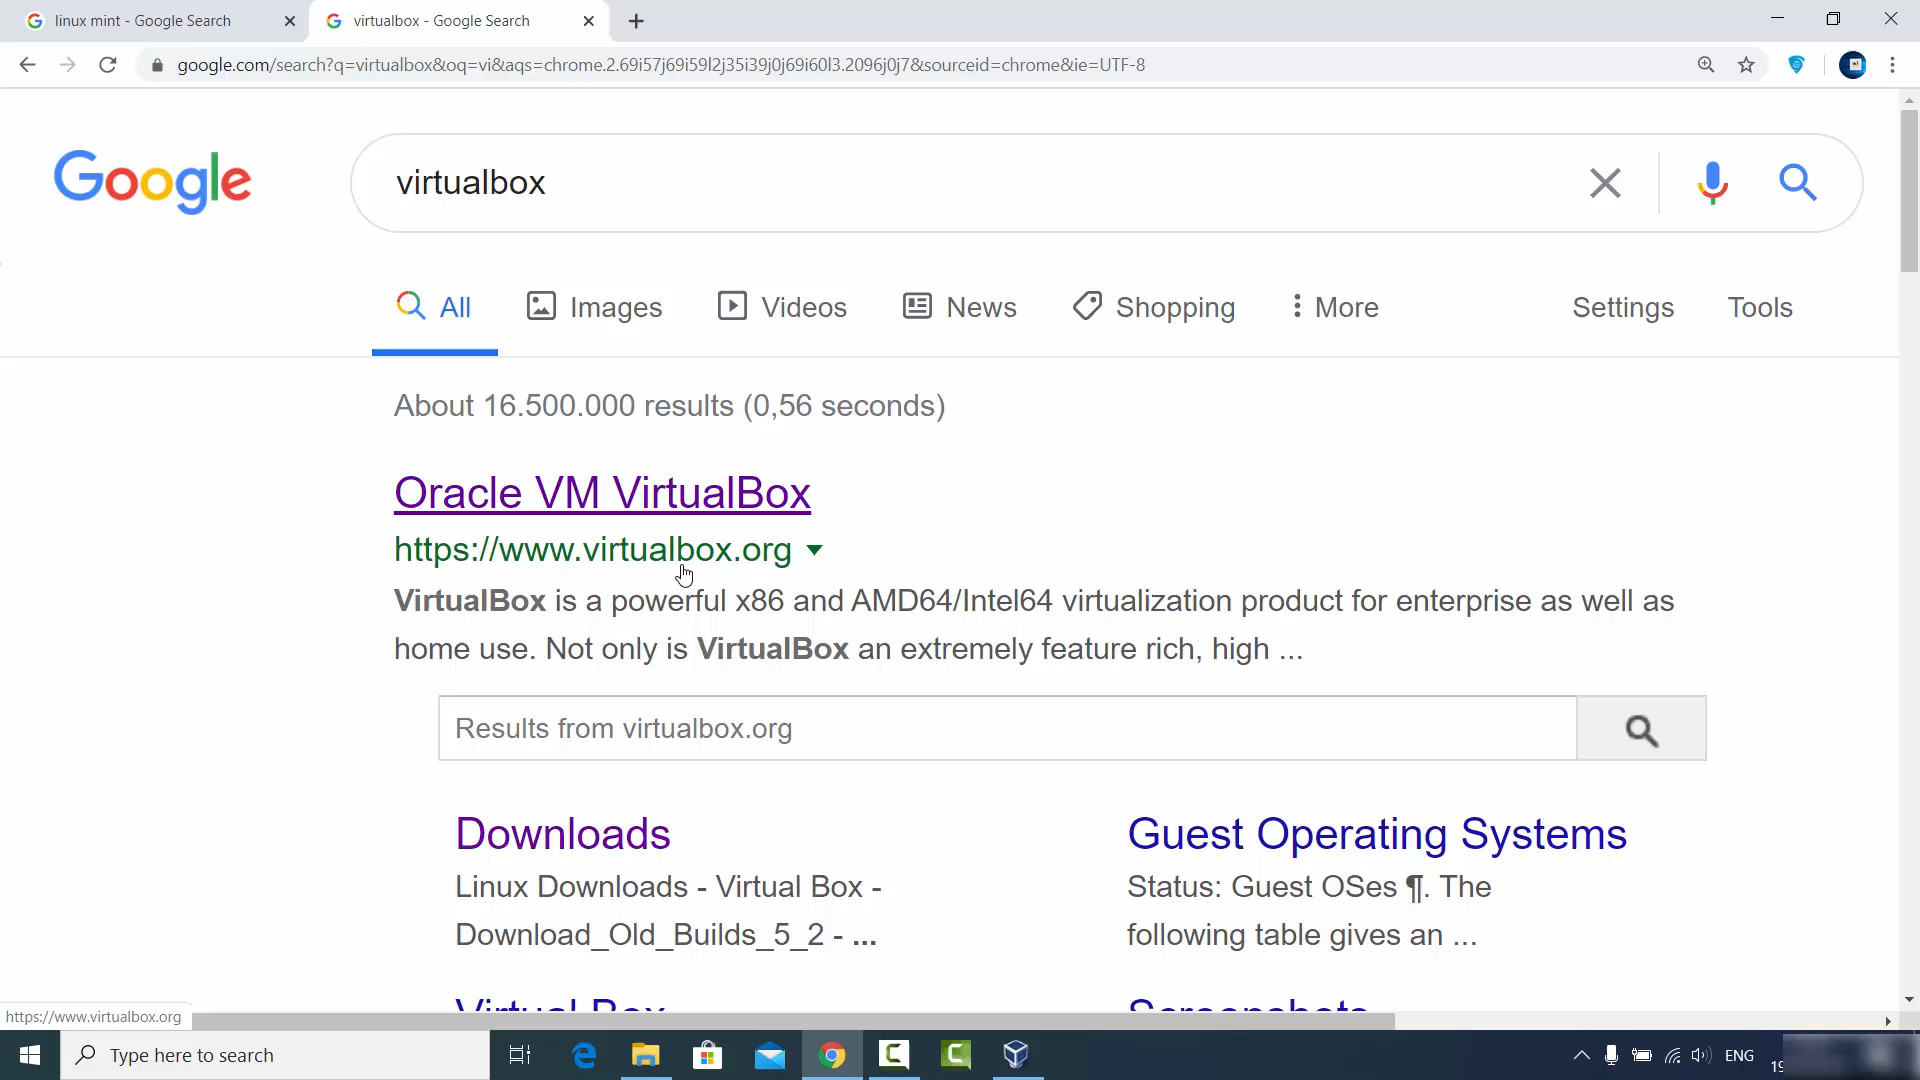 linux mint - Google Search
virtualbox - Google Search
google.com/search?q=virtualbox&oq=vi&aqs=chrome.2.69i57j69i59l2j35i39j0j69i60l3.2096j0j7&sourceid=chrome&ie=UTF-8
Google
virtualbox
All Images Videos News Shopping More Settings Tools
About 16.500.000 results (0,56 seconds)
Oracle VM VirtualBox
https://www.virtualbox.org
VirtualBox is a powerful x86 and AMD64/Intel64 virtualization product for enterprise as well as
home use. Not only is VirtualBox an extremely feature rich, high ...
Results from virtualbox.org
Downloads
Linux Downloads - Virtual Box -
Download_Old_Builds_5_2 - ...
Guest Operating Systems
Status: Guest OSes ¶. The
following table gives an ...
Virtual Box
Screenshots
https://www.virtualbox.org
Type here to search
ENG